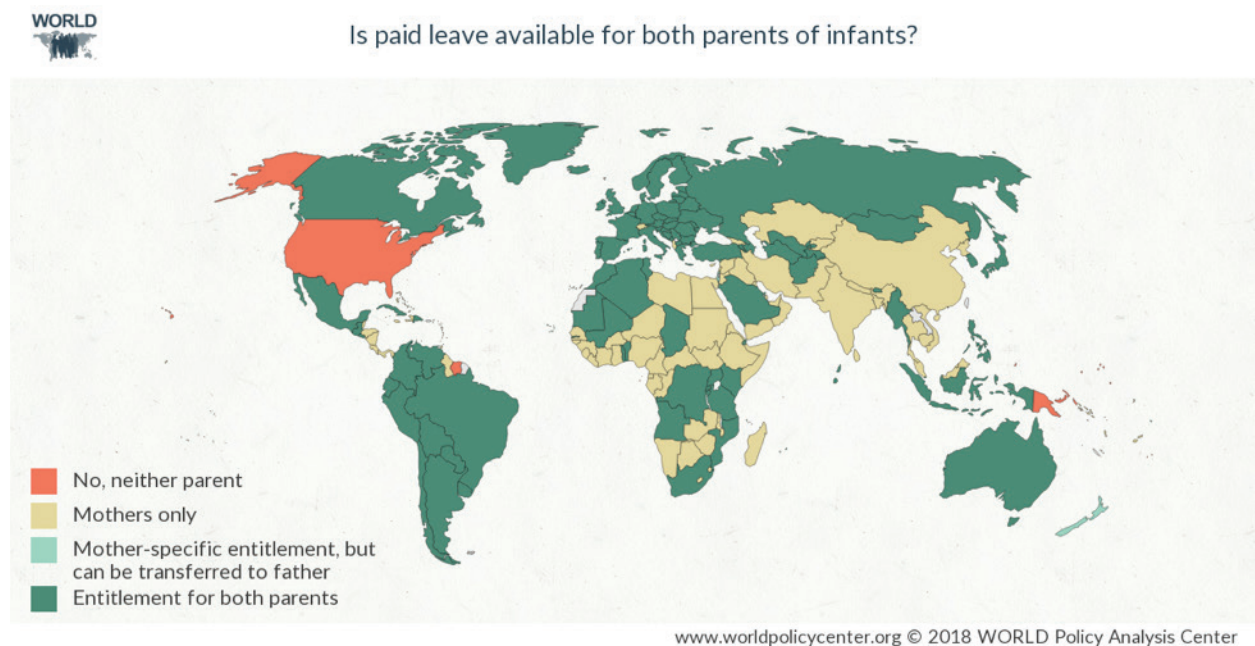 WORLD
Is paid leave available for both parents of infants?
No, neither parent
Mothers only
Mother-specific entitlement, but
can be transferred to father
Entitlement for both parents
www.worldpolicycenter.org © 2018 WORLD Policy Analysis Center